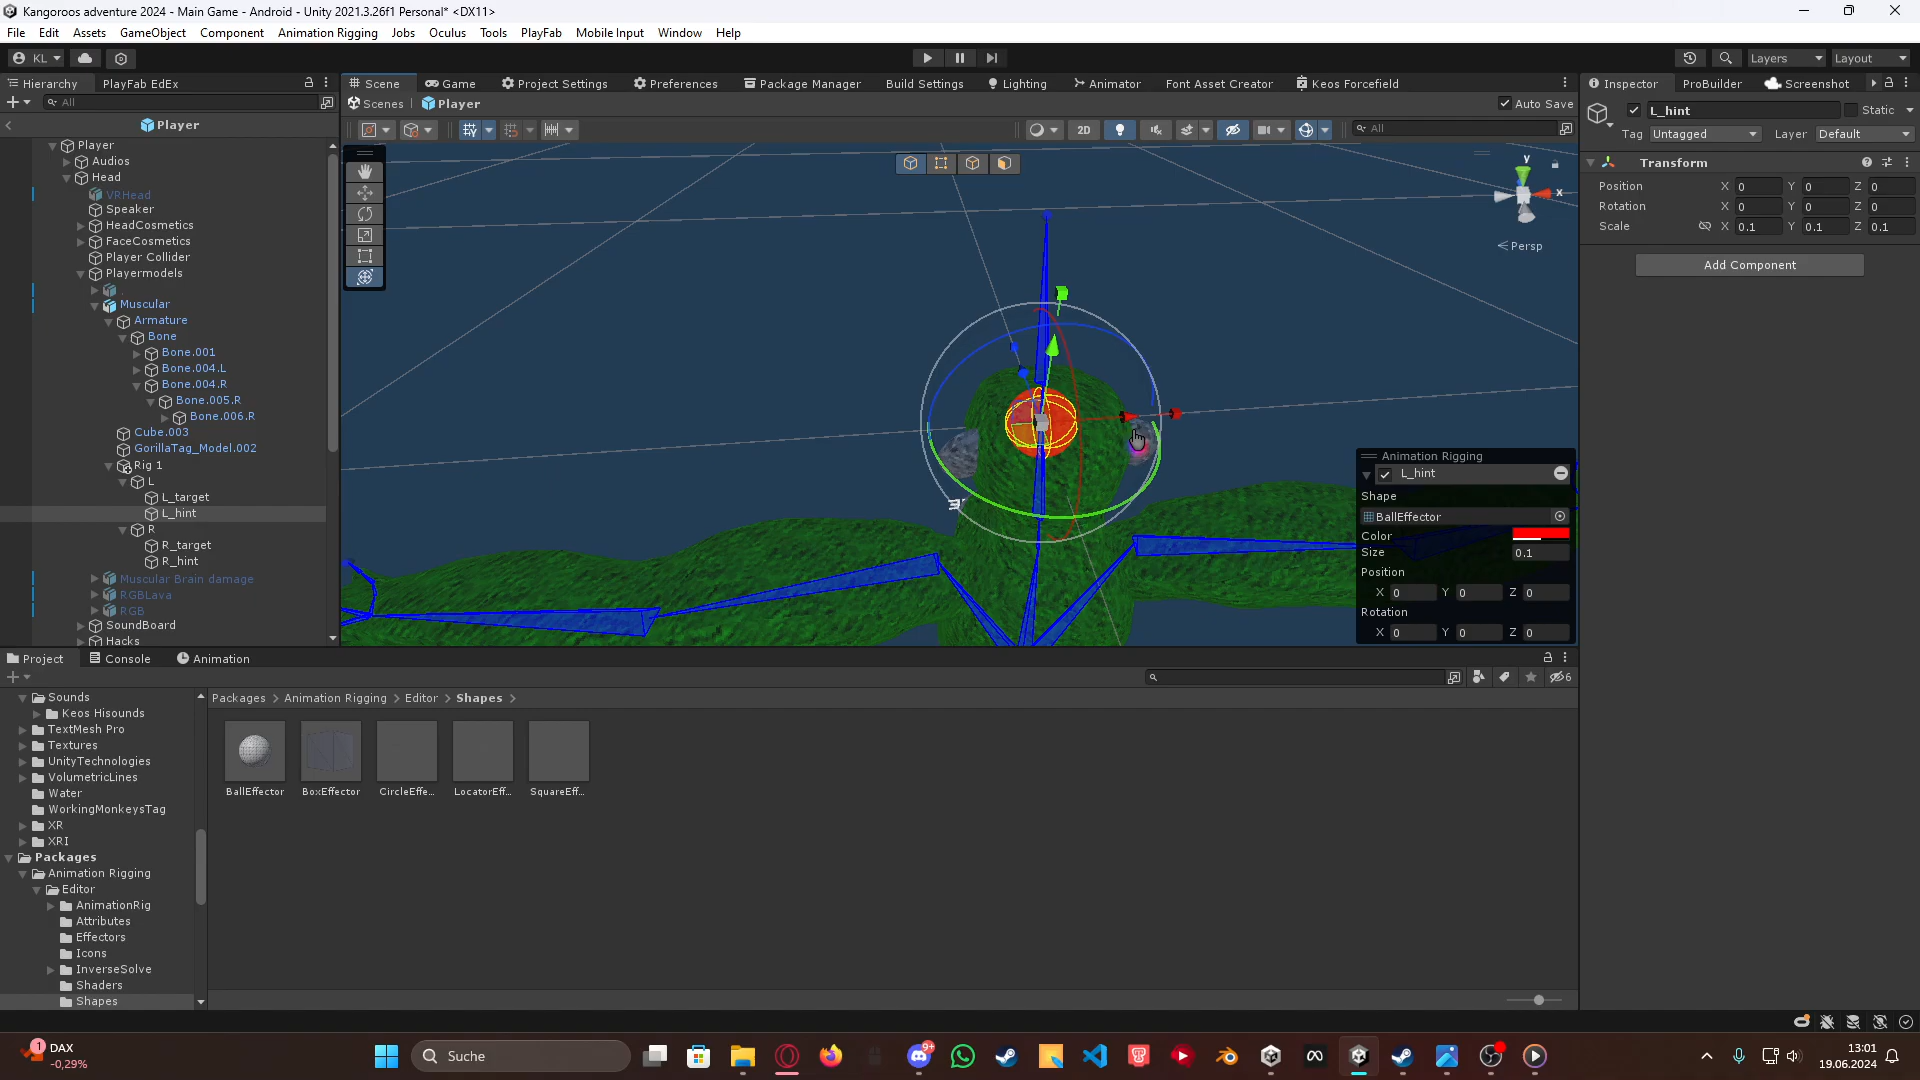 Kangoroos adventure 2024 - Main Game - Android - Unity 2021.3.26f1 Personal* <DX11>
File Edit Assets GameObject Component Animation Rigging Jobs Oculus Tools PlayFab Mobile Input Window Help
KL Layers Layout
Hierarchy PlayFab EdEx Scene Game Project Settings Preferences Package Manager Build Settings Lighting Animator Font Asset Creator Keos Forcefield Inspector ProBuilder Screenshot
All Scenes Player Auto Save L_hint Static
Player 2D All Tag Untagged Layer Default
Player
Audios
Head
VRHead
Speaker
HeadCosmetics
FaceCosmetics
Player Collider
Playermodels
.
Muscular
Armature
Bone
Bone.001
Bone.004.L
Bone.004.R
Bone.005.R
Bone.006.R
Cube.003
GorillaTag_Model.002
Rig 1
L
L_target
L_hint
R
R_target
R_hint
Muscular Brain damage
RGBLava
RGB
SoundBoard
Hacks
y
x
Persp
Animation Rigging
L_hint
Shape
BallEffector
Color
Size 0.1
Position
X 0 Y 0 Z 0
Rotation
X 0 Y 0 Z 0
Transform
Position X 0 Y 0 Z 0
Rotation X 0 Y 0 Z 0
Scale X 0.1 Y 0.1 Z 0.1
Add Component
Project Console Animation
6
Sounds
Keos Hisounds
TextMesh Pro
Textures
UnityTechnologies
VolumetricLines
Water
WorkingMonkeysTag
XR
XRI
Packages
Animation Rigging
Editor
AnimationRig
Attributes
Effectors
Icons
InverseSolve
Shaders
Shapes
Packages > Animation Rigging > Editor > Shapes >
BallEffector BoxEffector CircleEffe... LocatorEff... SquareEff...
1 DAX
-0,29%
Suche
9+
13:01
19.06.2024